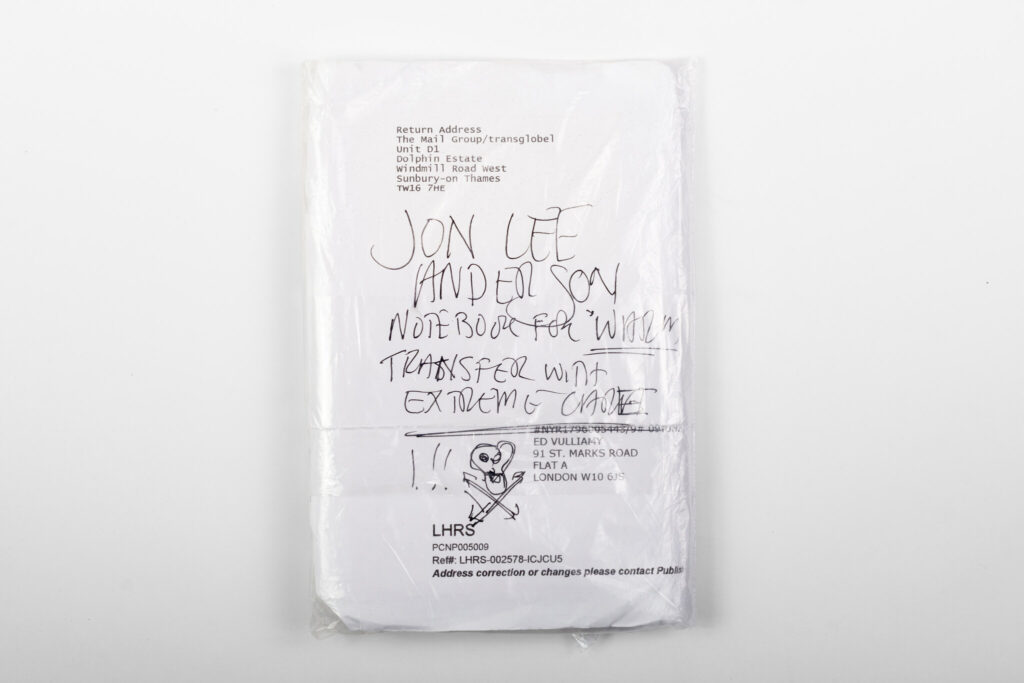 Return Address
The Mail Group/transglobel
Unit D1
Dolphin Estate
Windmill Road West
Sunbury-on Thames
TW16 7HE
JON LEE
ANDERSON
NOTEBOOK FOR "WAR"
TRANSFER WITH
EXTREME CARE
!!!
ED VULLIAMY
91 ST. MARKS ROAD
FLAT A
LONDON W10 6JS
LHRS
PCNP005009
Ref#: LHRS-002578-ICJCU5
Address correction or changes please contact Publis